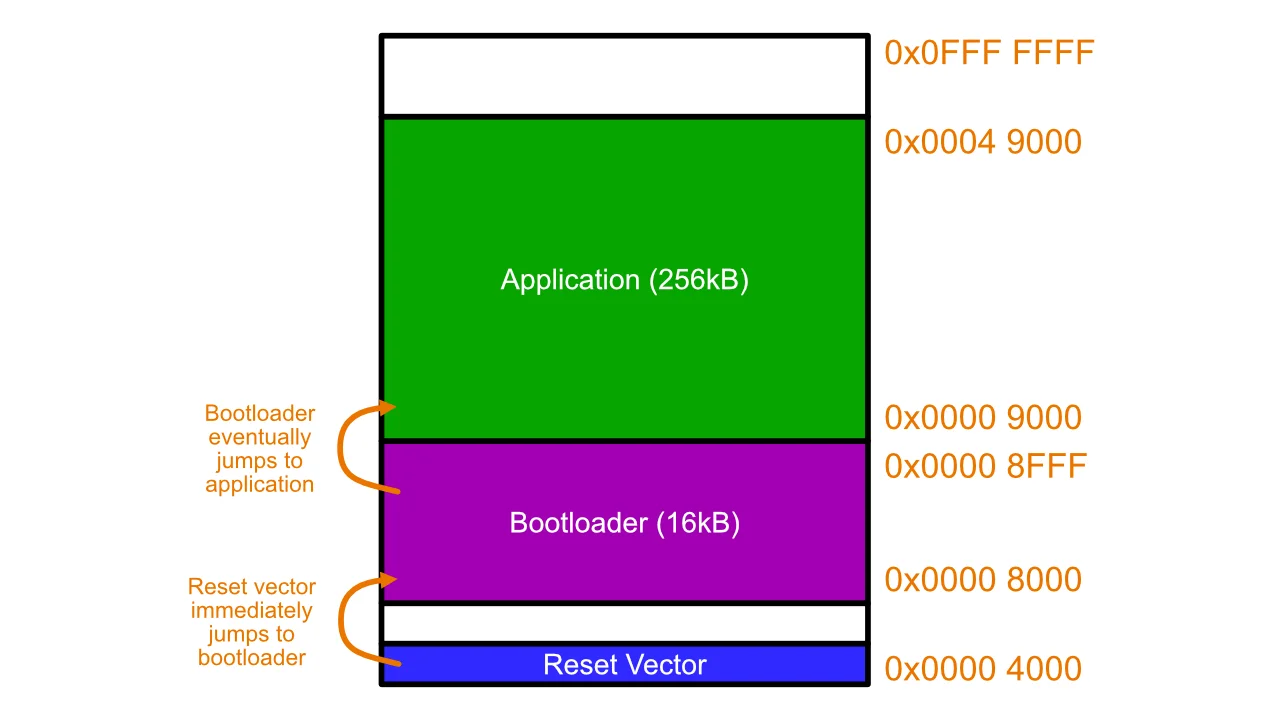 0x0FFF FFFF
0x0004 9000
Application (256kB)
Bootloader
eventually
jumps to
application
0x0000 9000
0x0000 8FFF
Bootloader (16kB)
0x0000 8000
Reset vector
immediately
jumps to
bootloader
Reset Vector
0x0000 4000